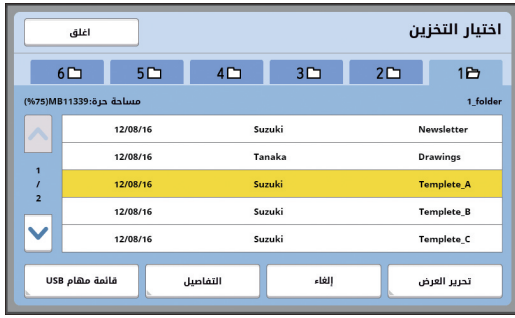 اختيار التخزين
اغلق
1 2 3 4 5 6
1_folder مساحة حرة:MB11339(%75)
Newsletter Suzuki 12/08/16
Drawings Tanaka 12/08/16
Templete_A Suzuki 12/08/16
Templete_B Suzuki 12/08/16
Templete_C Suzuki 12/08/16
1
/
2
تحرير العرض إلغاء التفاصيل قائمة مهام USB